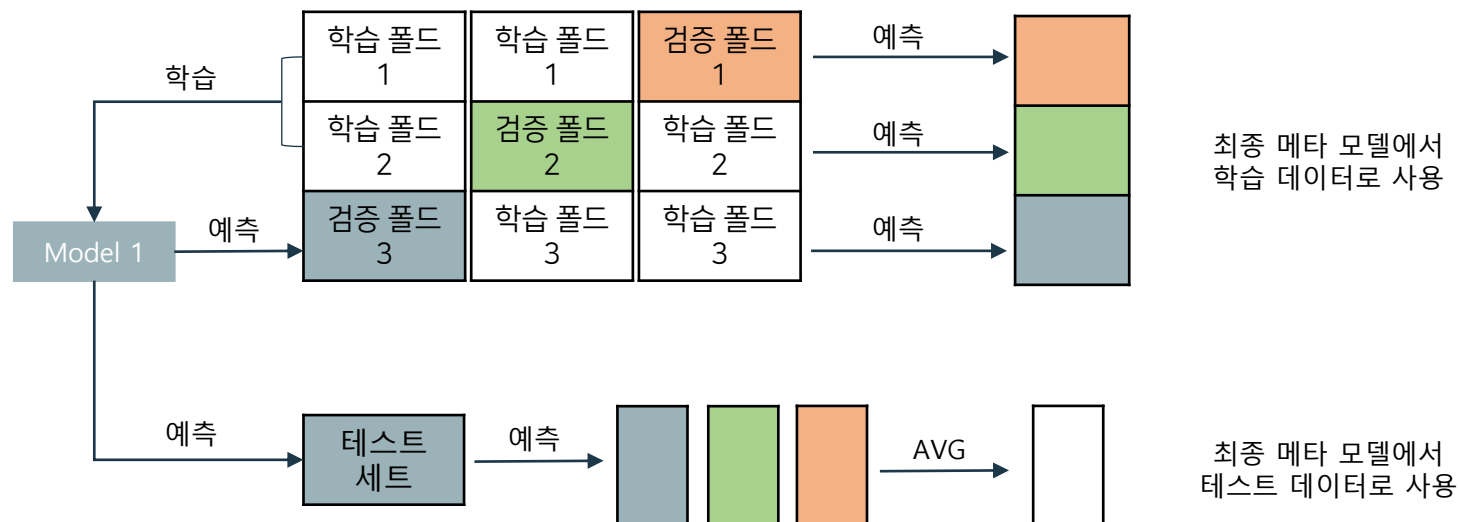 학습 폴드
1
학습 폴드
1
검증 폴드
1
예측
학습
학습 폴드
2
검증 폴드
2
학습 폴드
2
예측
최종 메타 모델에서
학습 데이터로 사용
Model 1
예측
검증 폴드
3
학습 폴드
3
학습 폴드
3
예측
예측
테스트
세트
예측
AVG
최종 메타 모델에서
테스트 데이터로 사용